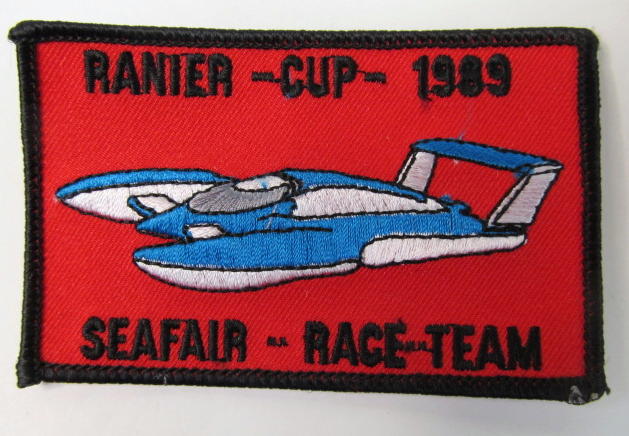 RANIER -CUP- 1989
SEAFAIR - RACE-TEAM